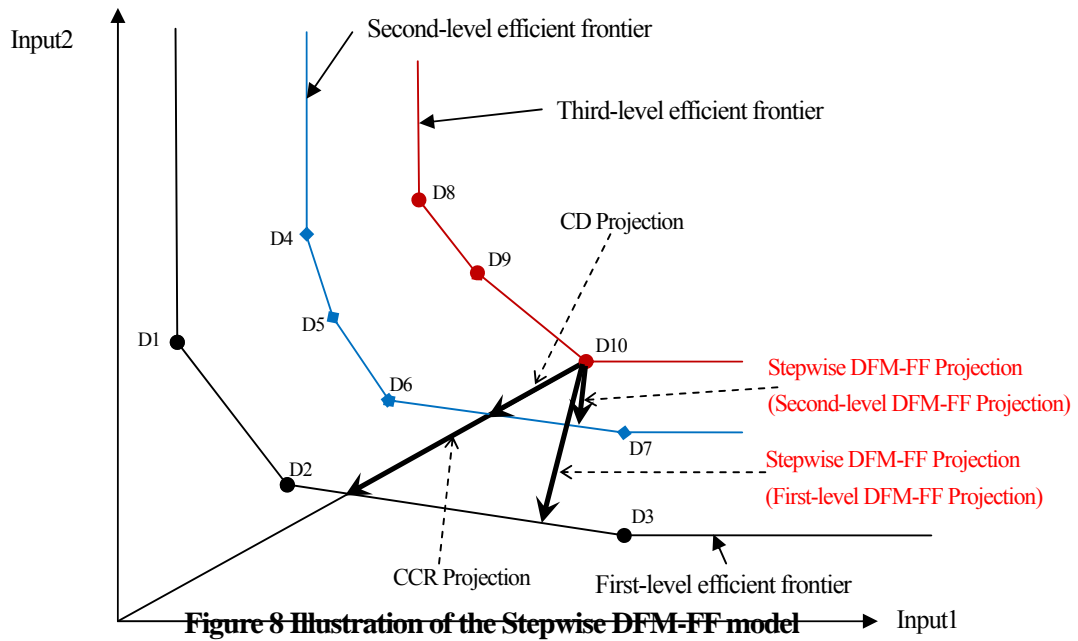 Input2
Second-level efficient frontier
Third-level efficient frontier
D8
CD Projection
D4
D9
D5
D1
D10
D6
Stepwise DFM-FF Projection
(Second-level DFM-FF Projection)
D7
D2
Stepwise DFM-FF Projection
(First-level DFM-FF Projection)
D3
CCR Projection
First-level efficient frontier
Figure 8 Illustration of the Stepwise DFM-FF model
Input1